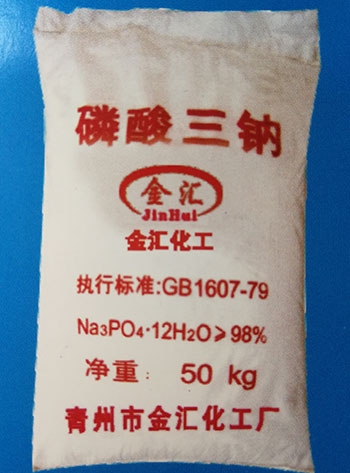 磷酸三钠
金汇
JinHui
金汇化工
执行标准:GB1607-79
Na₃PO₄·12H₂O≥98%
净重： 50 kg
青州市金汇化工厂